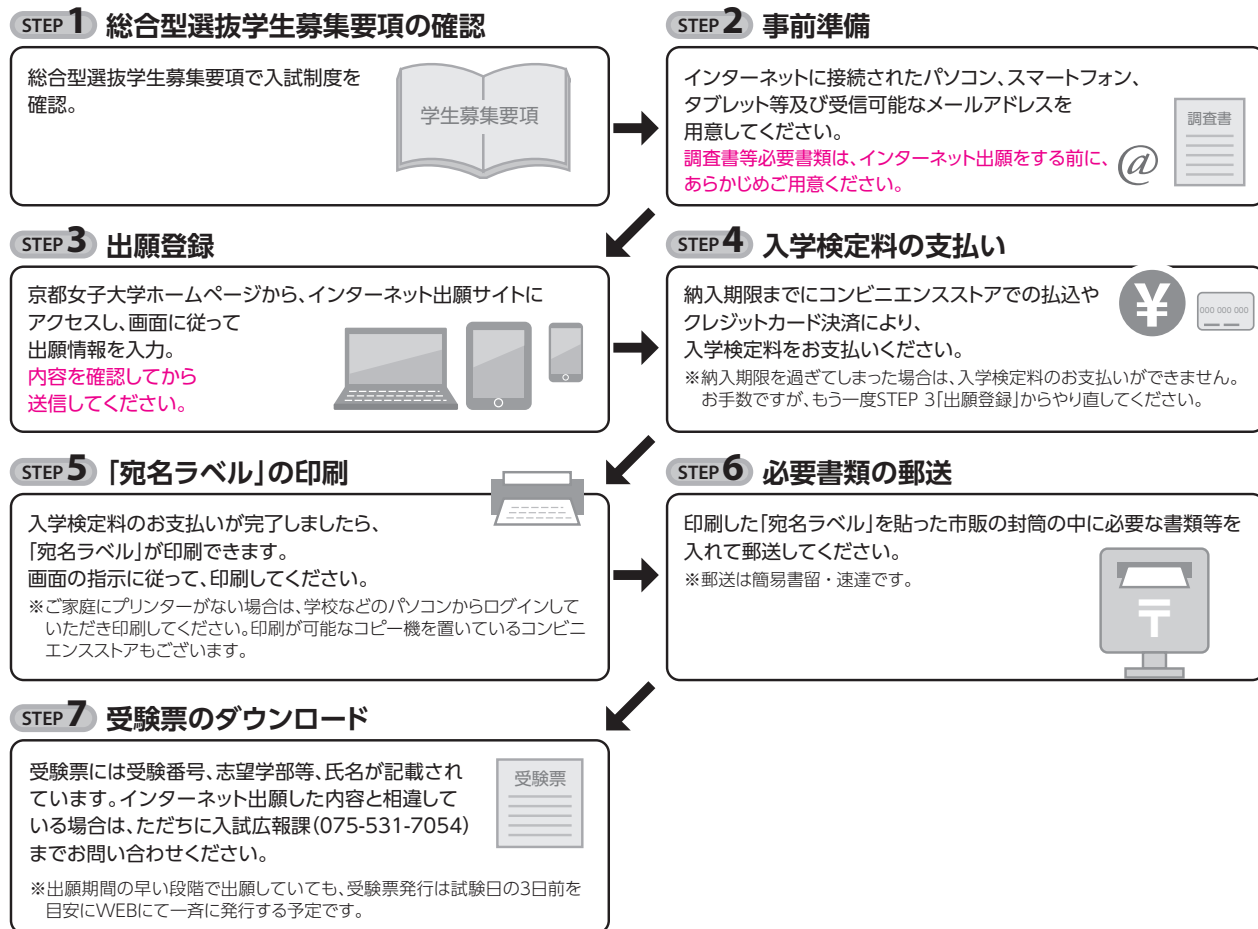 STEP 1 総合型選抜学生募集要項の確認
総合型選抜学生募集要項で入試制度を
確認。
学生募集要項
STEP 2 事前準備
インターネットに接続されたパソコン、スマートフォン、
タブレット等及び受信可能なメールアドレスを
用意してください。
調査書等必要書類は、インターネット出願をする前に、
あらかじめご用意ください。
@
調査書
STEP 3 出願登録
京都女子大学ホームページから、インターネット出願サイトに
アクセスし、画面に従って
出願情報を入力。
内容を確認してから
送信してください。
STEP 4 入学検定料の支払い
納入期限までにコンビニエンスストアでの払込や
クレジットカード決済により、
入学検定料をお支払いください。
※納入期限を過ぎてしまった場合は、入学検定料のお支払いができません。
お手数ですが、もう一度STEP 3「出願登録」からやり直してください。
¥
000 000 000
STEP 5 「宛名ラベル」の印刷
入学検定料のお支払いが完了しましたら、
「宛名ラベル」が印刷できます。
画面の指示に従って、印刷してください。
※ご家庭にプリンターがない場合は、学校などのパソコンからログインして
いただき印刷してください。印刷が可能なコピー機を置いているコンビニ
エンスストアもございます。
STEP 6 必要書類の郵送
印刷した「宛名ラベル」を貼った市販の封筒の中に必要な書類等を
入れて郵送してください。
※郵送は簡易書留・速達です。
〒
STEP 7 受験票のダウンロード
受験票には受験番号、志望学部等、氏名が記載され
ています。インターネット出願した内容と相違して
いる場合は、ただちに入試広報課(075-531-7054)
までお問い合わせください。
※出願期間の早い段階で出願していても、受験票発行は試験日の3日前を
目安にWEBにて一斉に発行する予定です。
受験票